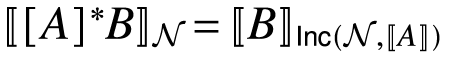 ⟦[A]*B⟧𝒩 = ⟦B⟧Inc(𝒩,⟦A⟧)